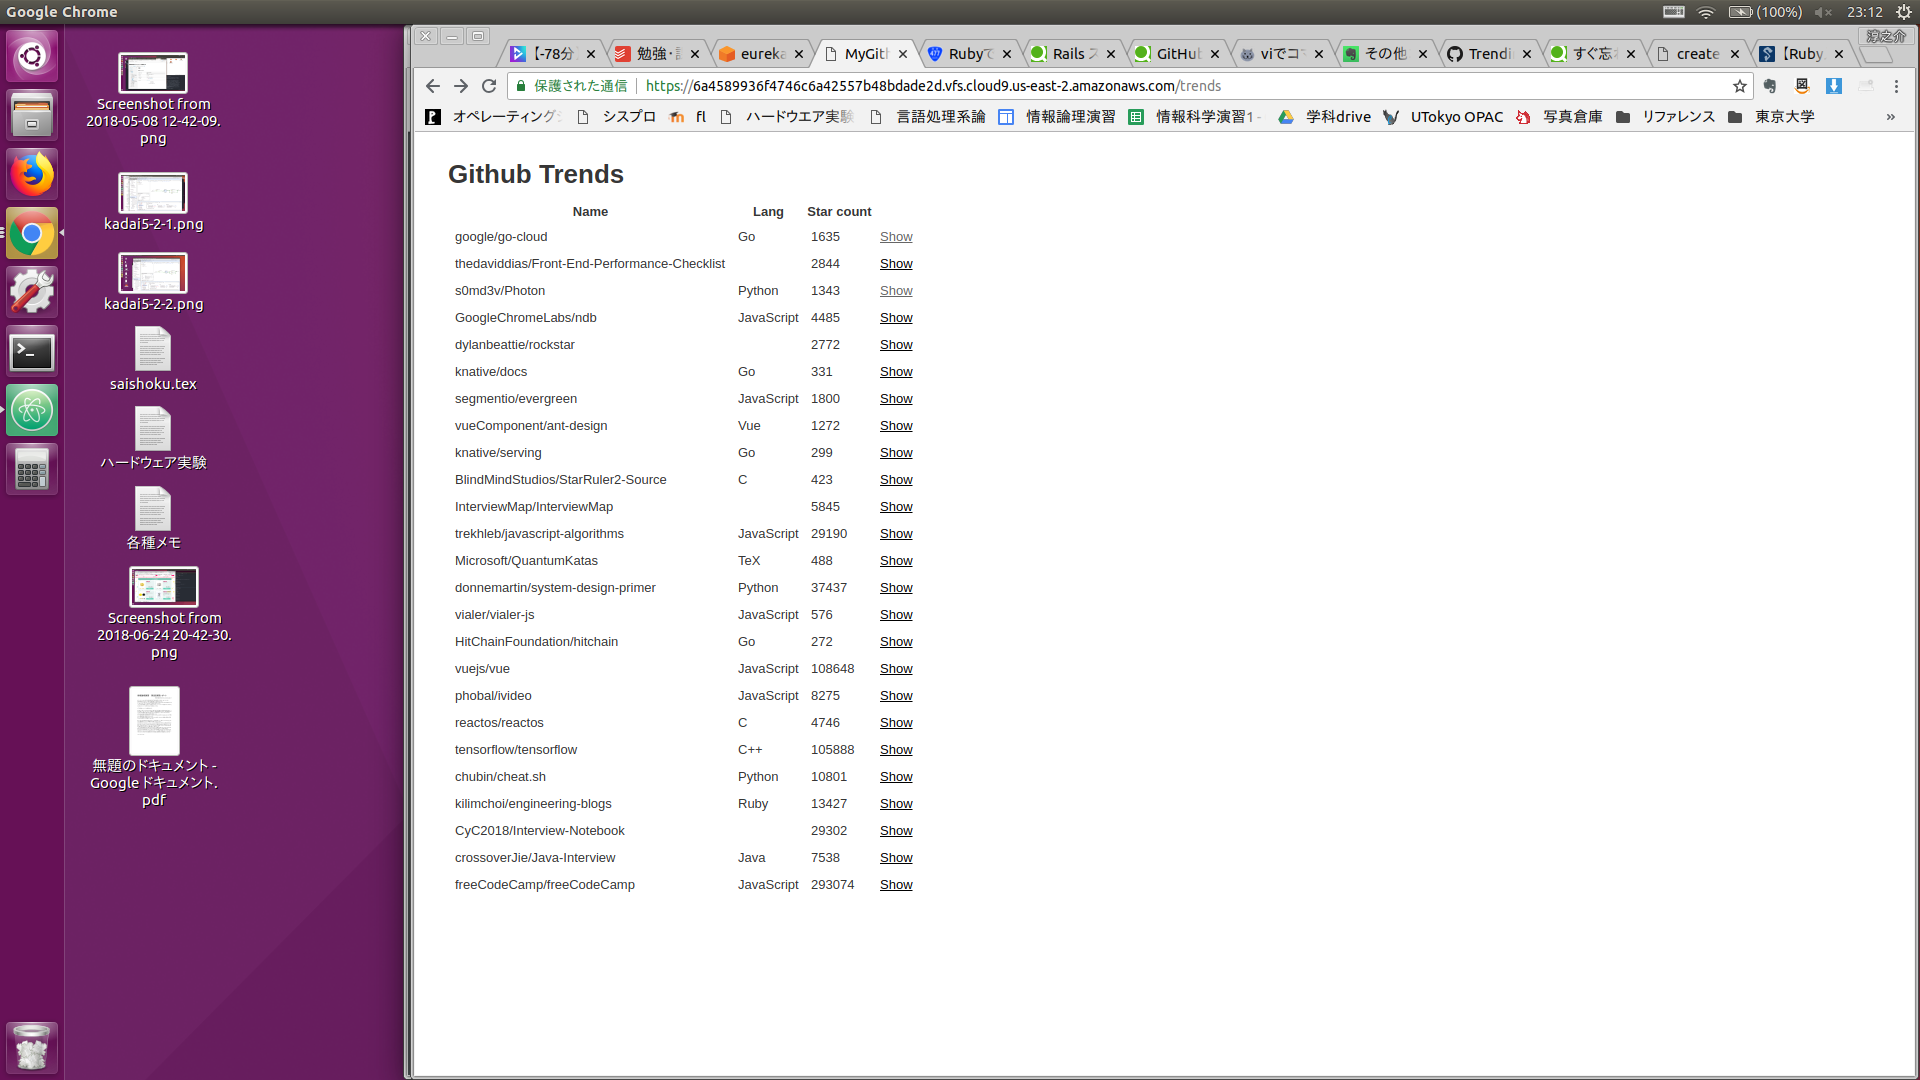 Google Chrome
(100%)
23:12
Screenshot from
2018-05-08 12-42-09.
png
kadai5-2-1.png
kadai5-2-2.png
saishoku.tex
ハードウェア実験
各種メモ
Screenshot from
2018-06-24 20-42-30.
png
無題のドキュメント -
Google ドキュメント.
pdf
淳之介
【-78分
勉強・
eureka
MyGith
Rubyで
Rails
GitHub
viでコ
その他
Trendi
すぐ忘
create
【Ruby
保護された通信
https://6a4589936f4746c6a42557b48bdade2d.vfs.cloud9.us-east-2.amazonaws.com/trends
オペレーティング
シスプロ
fl
ハードウエア実験
言語処理系論
情報論理演習
情報科学演習1 -
学科drive
UTokyo OPAC
写真倉庫
リファレンス
東京大学
»
Github Trends
Name Lang Star count
google/go-cloud Go 1635 Show
thedaviddias/Front-End-Performance-Checklist 2844 Show
s0md3v/Photon Python 1343 Show
GoogleChromeLabs/ndb JavaScript 4485 Show
dylanbeattie/rockstar 2772 Show
knative/docs Go 331 Show
segmentio/evergreen JavaScript 1800 Show
vueComponent/ant-design Vue 1272 Show
knative/serving Go 299 Show
BlindMindStudios/StarRuler2-Source C 423 Show
InterviewMap/InterviewMap 5845 Show
trekhleb/javascript-algorithms JavaScript 29190 Show
Microsoft/QuantumKatas TeX 488 Show
donnemartin/system-design-primer Python 37437 Show
vialer/vialer-js JavaScript 576 Show
HitChainFoundation/hitchain Go 272 Show
vuejs/vue JavaScript 108648 Show
phobal/ivideo JavaScript 8275 Show
reactos/reactos C 4746 Show
tensorflow/tensorflow C++ 105888 Show
chubin/cheat.sh Python 10801 Show
kilimchoi/engineering-blogs Ruby 13427 Show
CyC2018/Interview-Notebook 29302 Show
crossoverJie/Java-Interview Java 7538 Show
freeCodeCamp/freeCodeCamp JavaScript 293074 Show